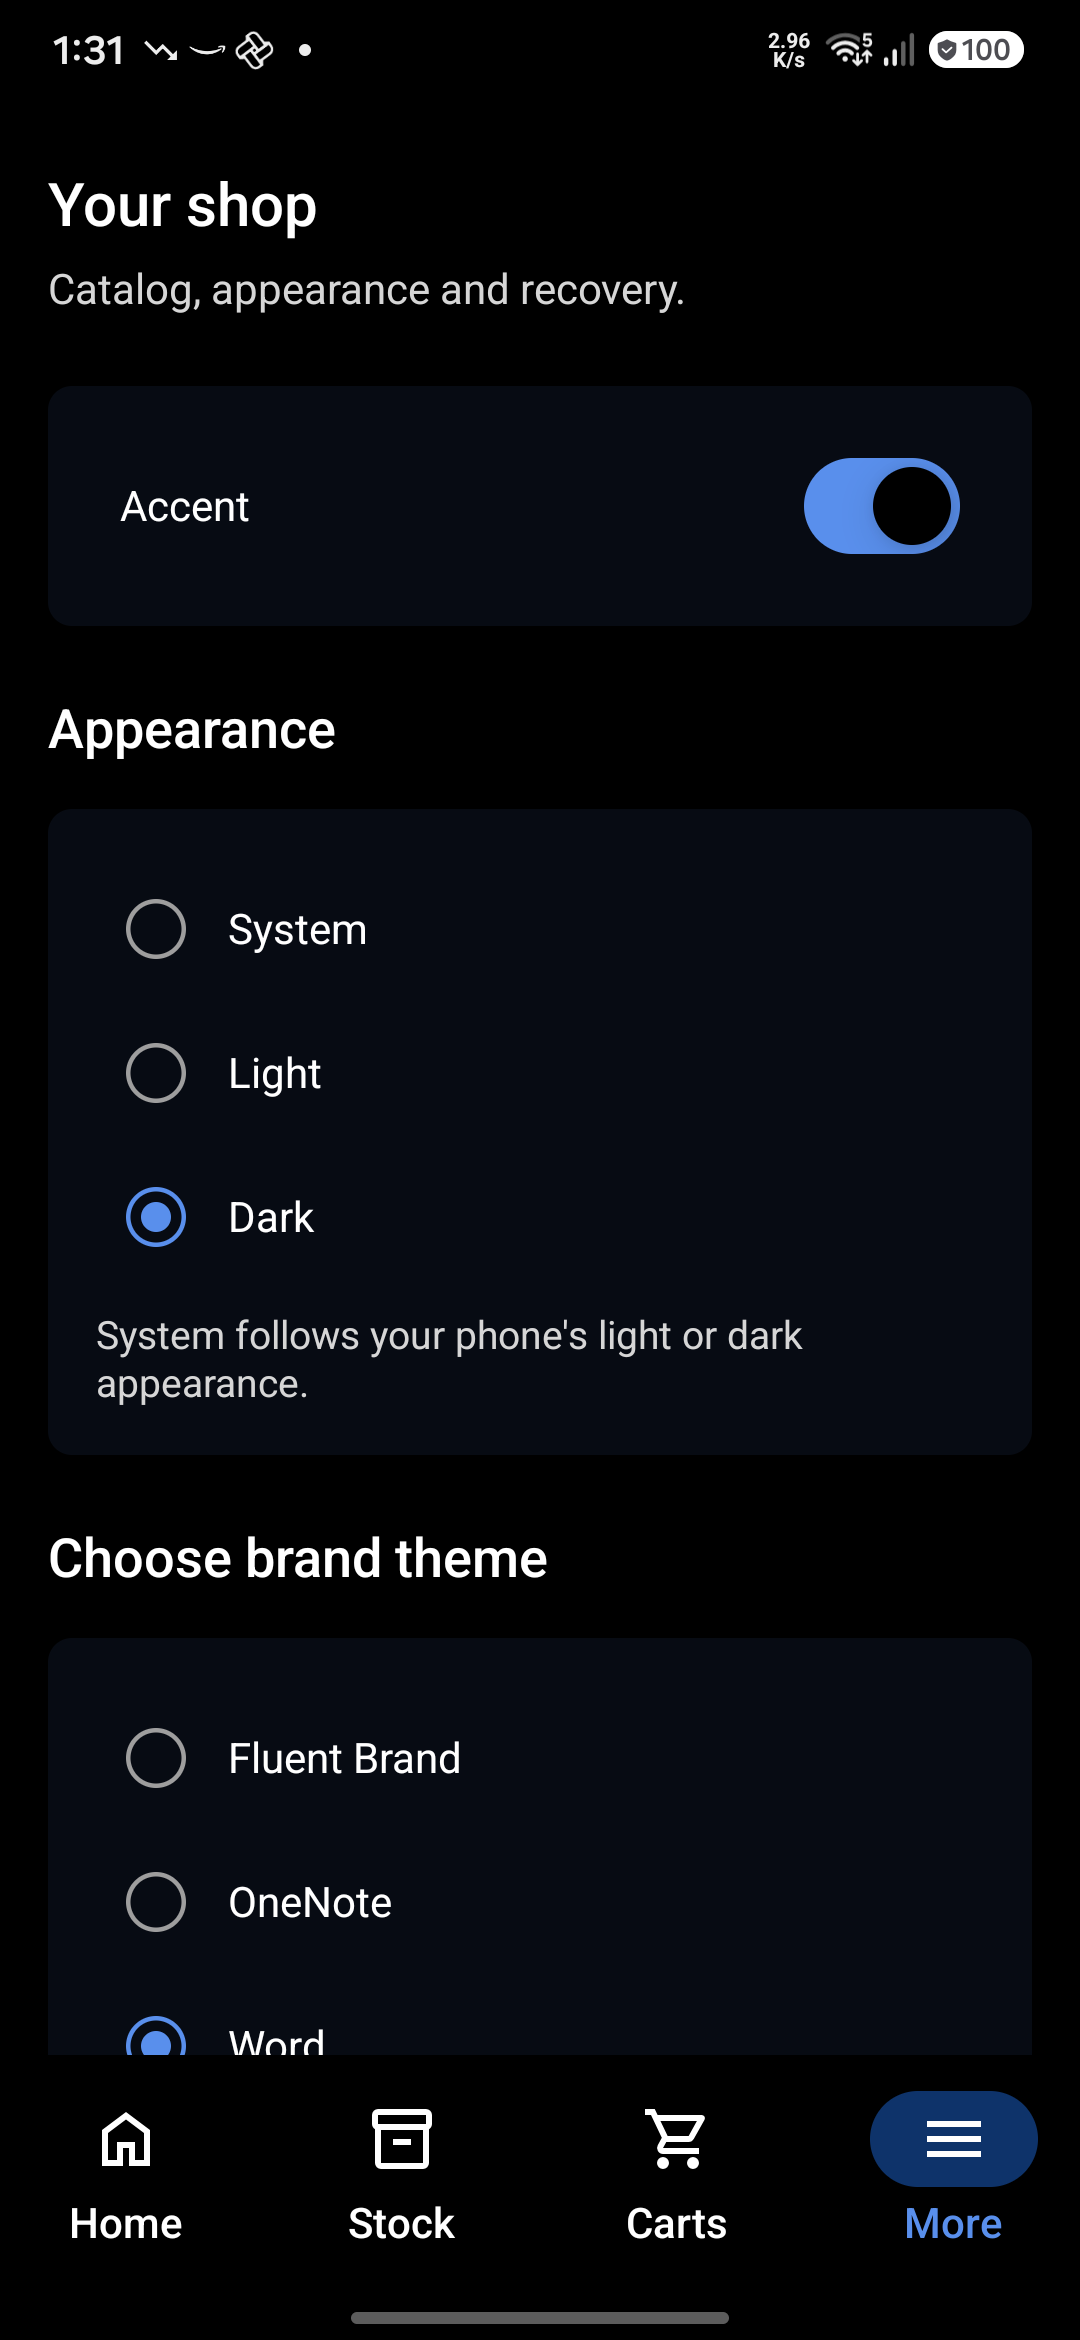 1:31
2.96 K/s
5
100
Your shop
Catalog, appearance and recovery.
Accent
Appearance
System
Light
Dark
System follows your phone's light or dark
appearance.
Choose brand theme
Fluent Brand
OneNote
Word
Home
Stock
Carts
More